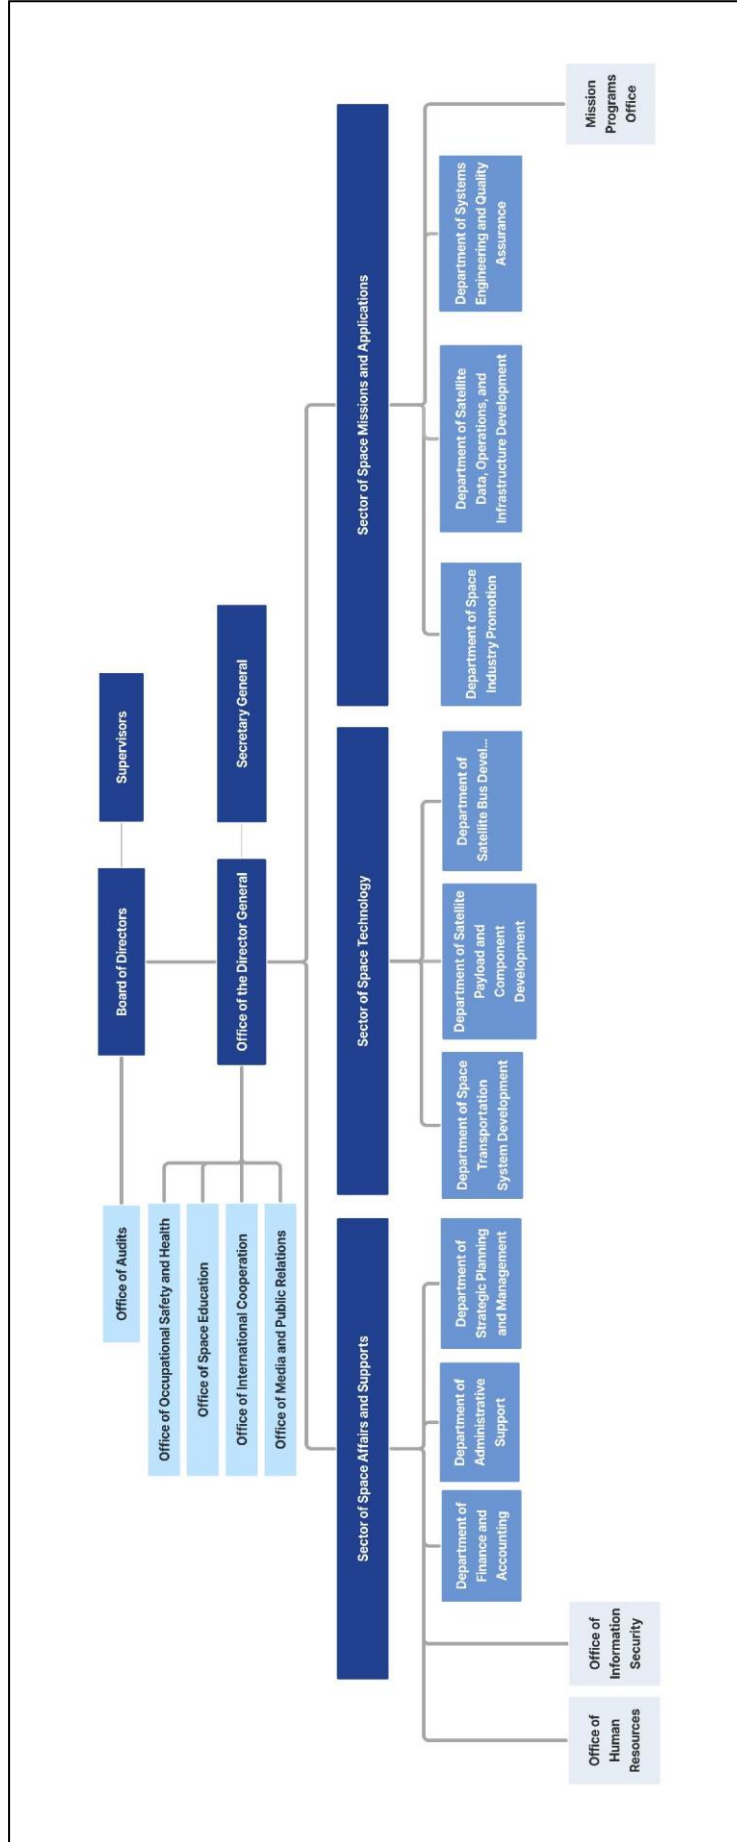 Board of Directors
Supervisors
Office of Audits
Office of the Director General
Secretary General
Office of Occupational Safety and Health
Office of Space Education
Office of International Cooperation
Office of Media and Public Relations
Sector of Space Affairs and Supports
Sector of Space Technology
Sector of Space Missions and Applications
Office of
Human
Resources
Office of
Information
Security
Department of
Finance and
Accounting
Department of
Administrative
Support
Department of
Strategic Planning
and Management
Department of Space
Transportation
System Development
Department of Satellite
Payload and
Component
Development
Department of
Satellite Bus Devel...
Department of Space
Industry Promotion
Department of Satellite
Data, Operations, and
Infrastructure Development
Department of Systems
Engineering and Quality
Assurance
Mission
Programs
Office